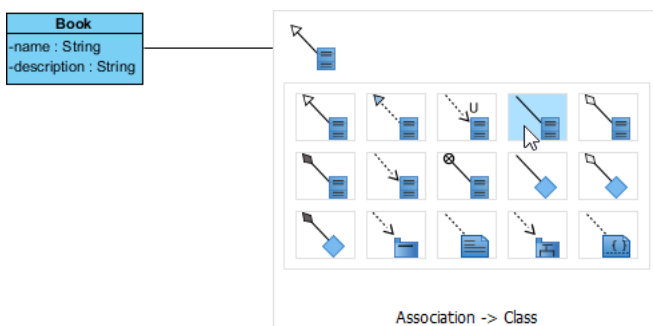 Book
-name : String
-description : String
U
{ }
Association -> Class